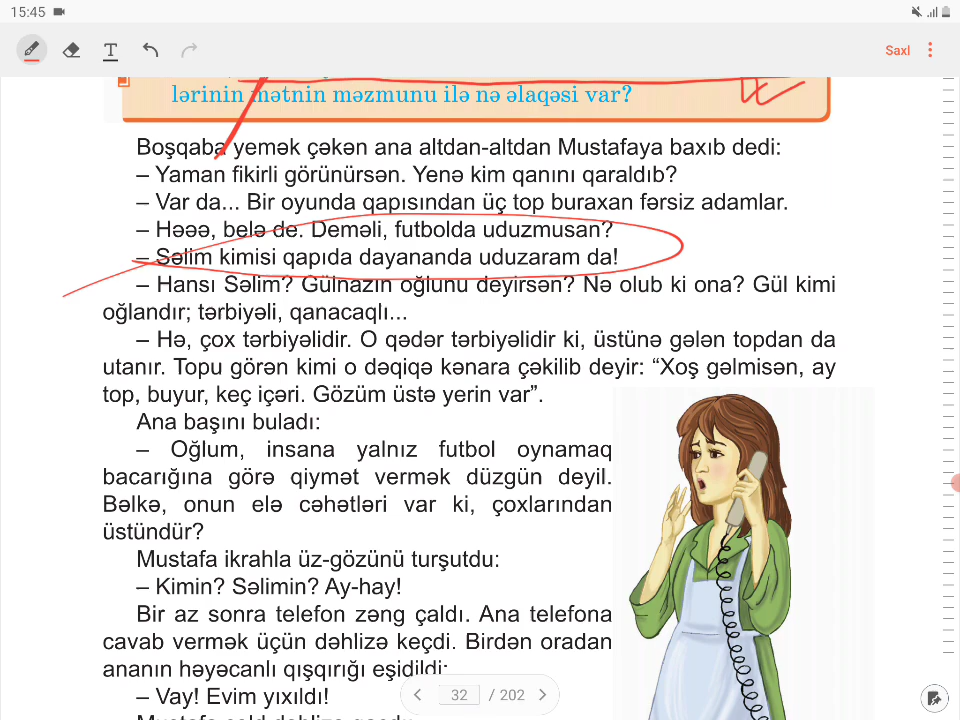 15:45
T
Saxl
lərinin mətnin məzmunu ilə nə əlaqəsi var?
Boşqaba yemək çəkən ana altdan-altdan Mustafaya baxıb dedi:
– Yaman fikirli görünürsən. Yenə kim qanını qaraldıb?
– Var da... Bir oyunda qapısından üç top buraxan fərsiz adamlar.
– Həəə, belə de. Deməli, futbolda uduzmusan?
– Səlim kimisi qapıda dayananda uduzaram da!
– Hansı Səlim? Gülnazın oğlunu deyirsən? Nə olub ki ona? Gül kimi
oğlandır; tərbiyəli, qanacaqlı...
– Hə, çox tərbiyəlidir. O qədər tərbiyəlidir ki, üstünə gələn topdan da
utanır. Topu görən kimi o dəqiqə kənara çəkilib deyir: “Xoş gəlmisən, ay
top, buyur, keç içəri. Gözüm üstə yerin var”.
Ana başını buladı:
– Oğlum, insana yalnız futbol oynamaq
bacarığına görə qiymət vermək düzgün deyil.
Bəlkə, onun elə cəhətləri var ki, çoxlarından
üstündür?
Mustafa ikrahla üz-gözünü turşutdu:
– Kimin? Səlimin? Ay-hay!
Bir az sonra telefon zəng çaldı. Ana telefona
cavab vermək üçün dəhlizə keçdi. Birdən oradan
ananın həyəcanlı qışqırığı eşidildi:
– Vay! Evim yıxıldı!
32 / 202